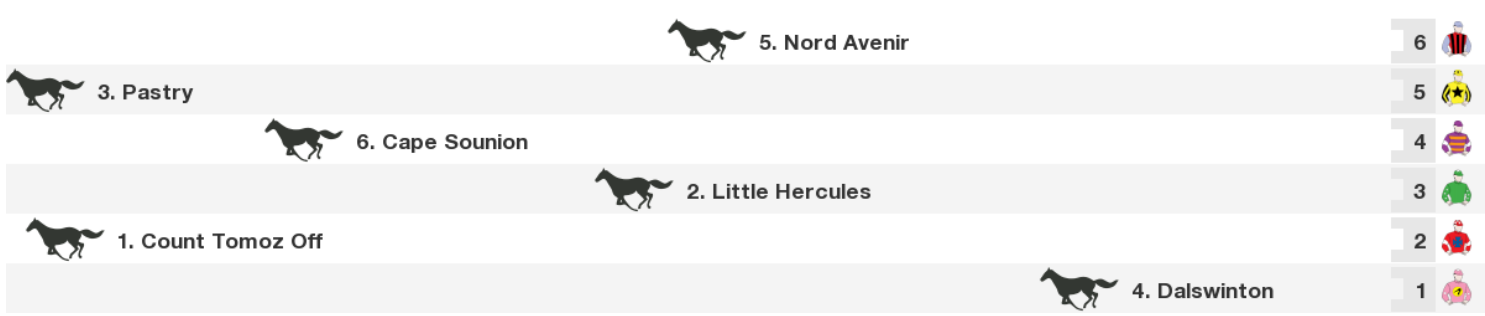 5. Nord Avenir 6
3. Pastry 5
6. Cape Sounion 4
2. Little Hercules 3
1. Count Tomoz Off 2
4. Dalswinton 1